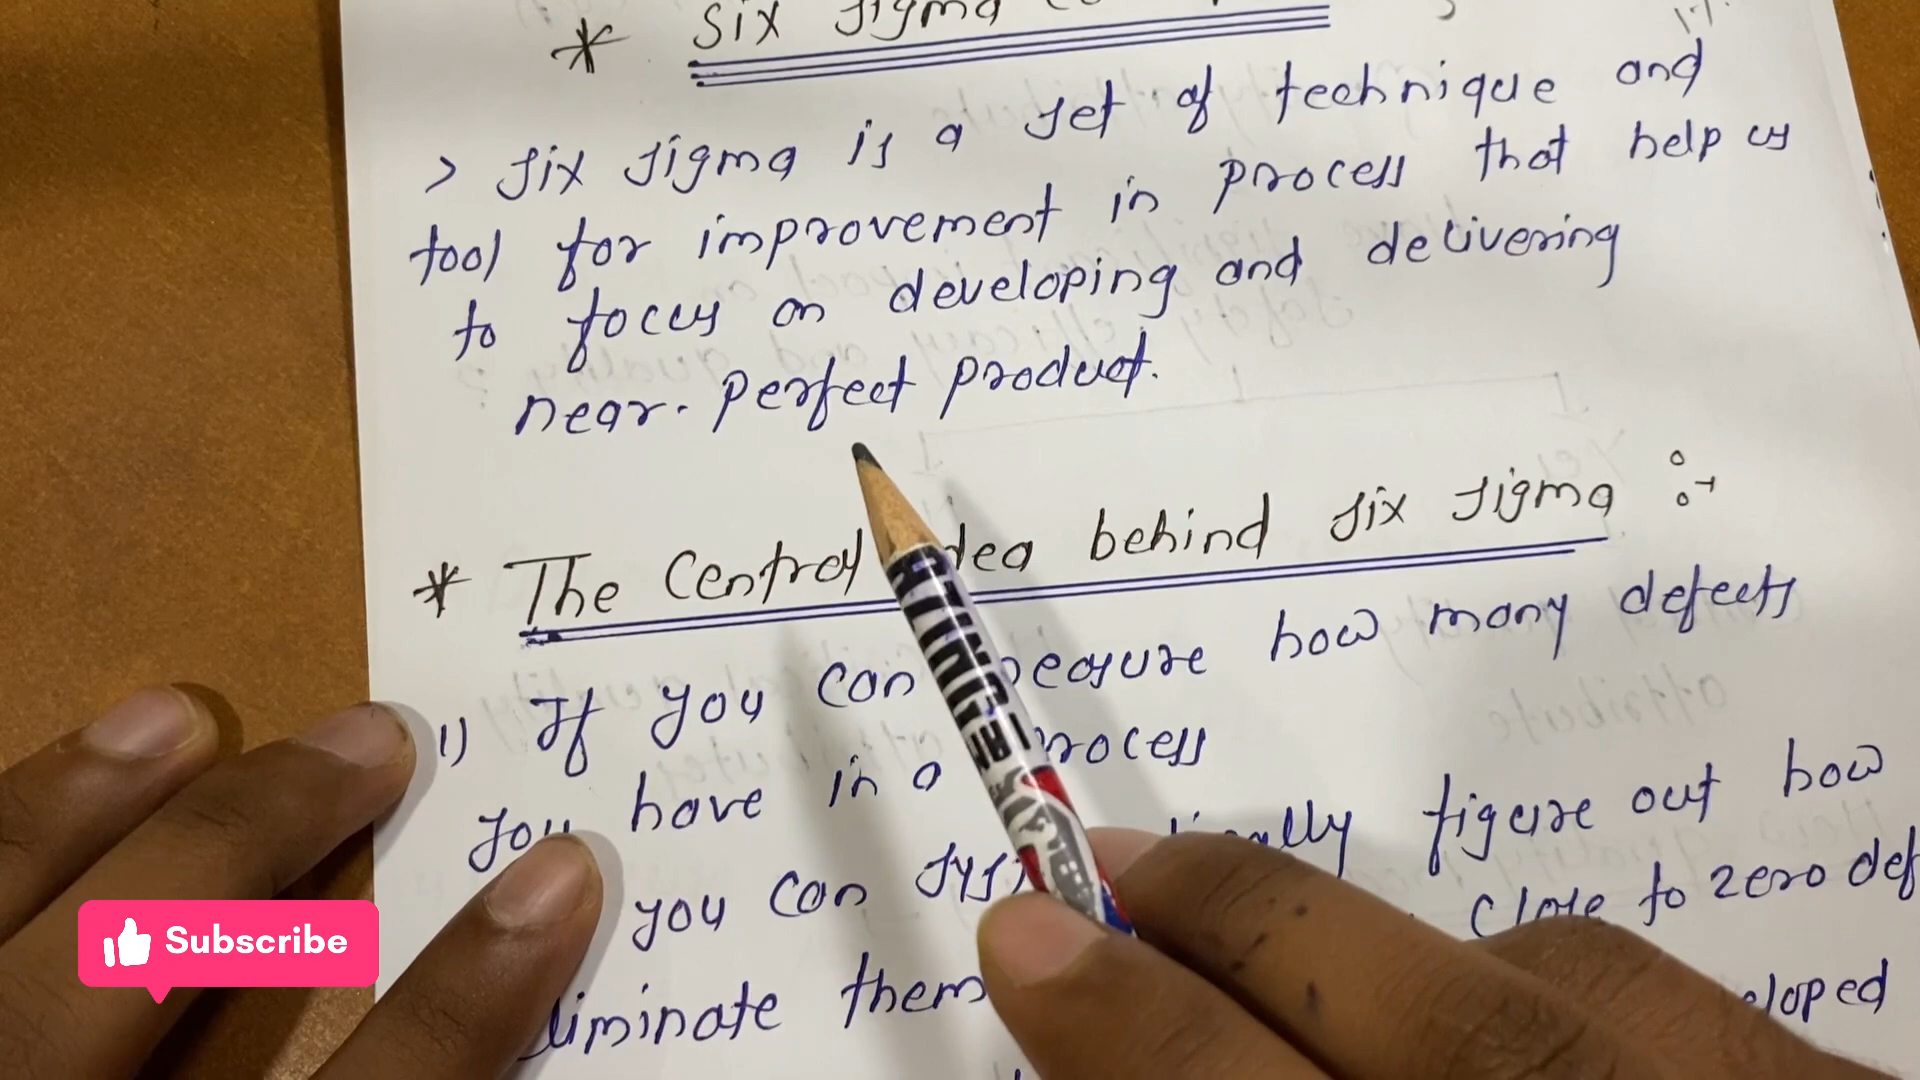 * Six Sigma
> Six Sigma is a set of technique and
tool for improvement in process that help us
to focus on developing and delivering
near-perfect product.
* The Central idea behind Six Sigma :-
1) If you can measure how many defects
you have in a process
you can figure out how
close to zero def
eliminate them
Subscribe